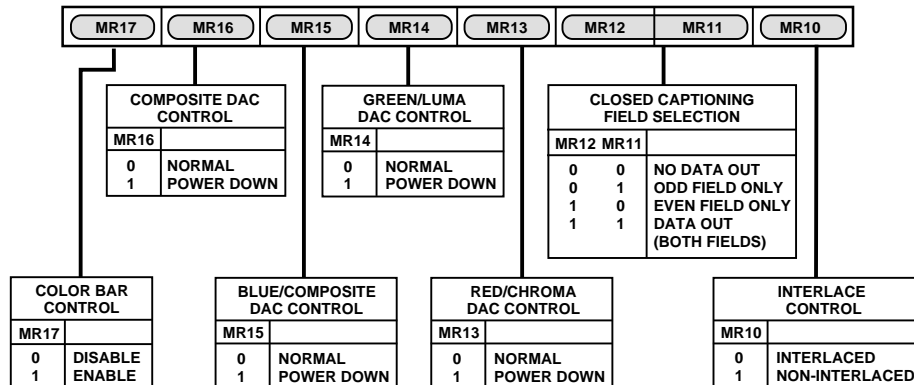 MR17 MR16 MR15 MR14 MR13 MR12 MR11 MR10
COMPOSITE DAC
CONTROL
MR16
0 NORMAL
1 POWER DOWN
GREEN/LUMA
DAC CONTROL
MR14
0 NORMAL
1 POWER DOWN
CLOSED CAPTIONING
FIELD SELECTION
MR12 MR11
0 0 NO DATA OUT
0 1 ODD FIELD ONLY
1 0 EVEN FIELD ONLY
1 1 DATA OUT
(BOTH FIELDS)
COLOR BAR
CONTROL
MR17
0 DISABLE
1 ENABLE
BLUE/COMPOSITE
DAC CONTROL
MR15
0 NORMAL
1 POWER DOWN
RED/CHROMA
DAC CONTROL
MR13
0 NORMAL
1 POWER DOWN
INTERLACE
CONTROL
MR10
0 INTERLACED
1 NON-INTERLACED